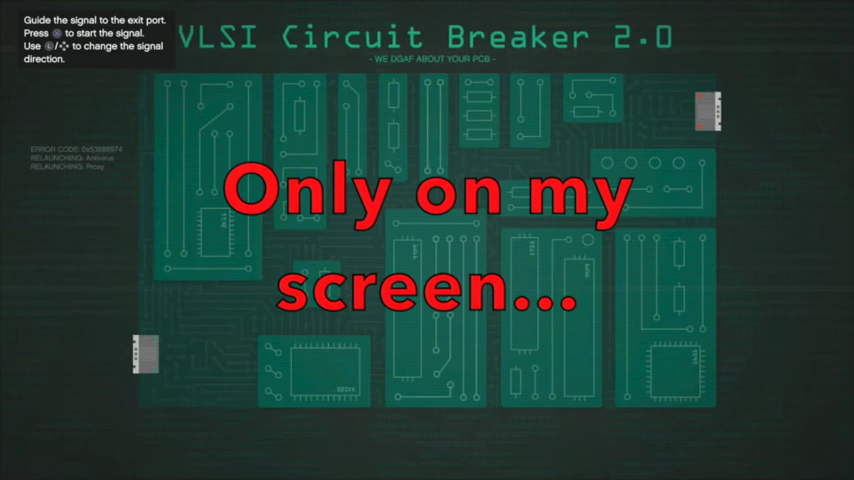 Guide the signal to the exit port.
Press to start the signal.
Use L/ to change the signal
direction.
VLSI Circuit Breaker 2.0
- WE DGAF ABOUT YOUR PCB -
ERROR CODE: 0x53686974
RELAUNCHING: Antivirus
RELAUNCHING: Proxy
Only on my
screen...